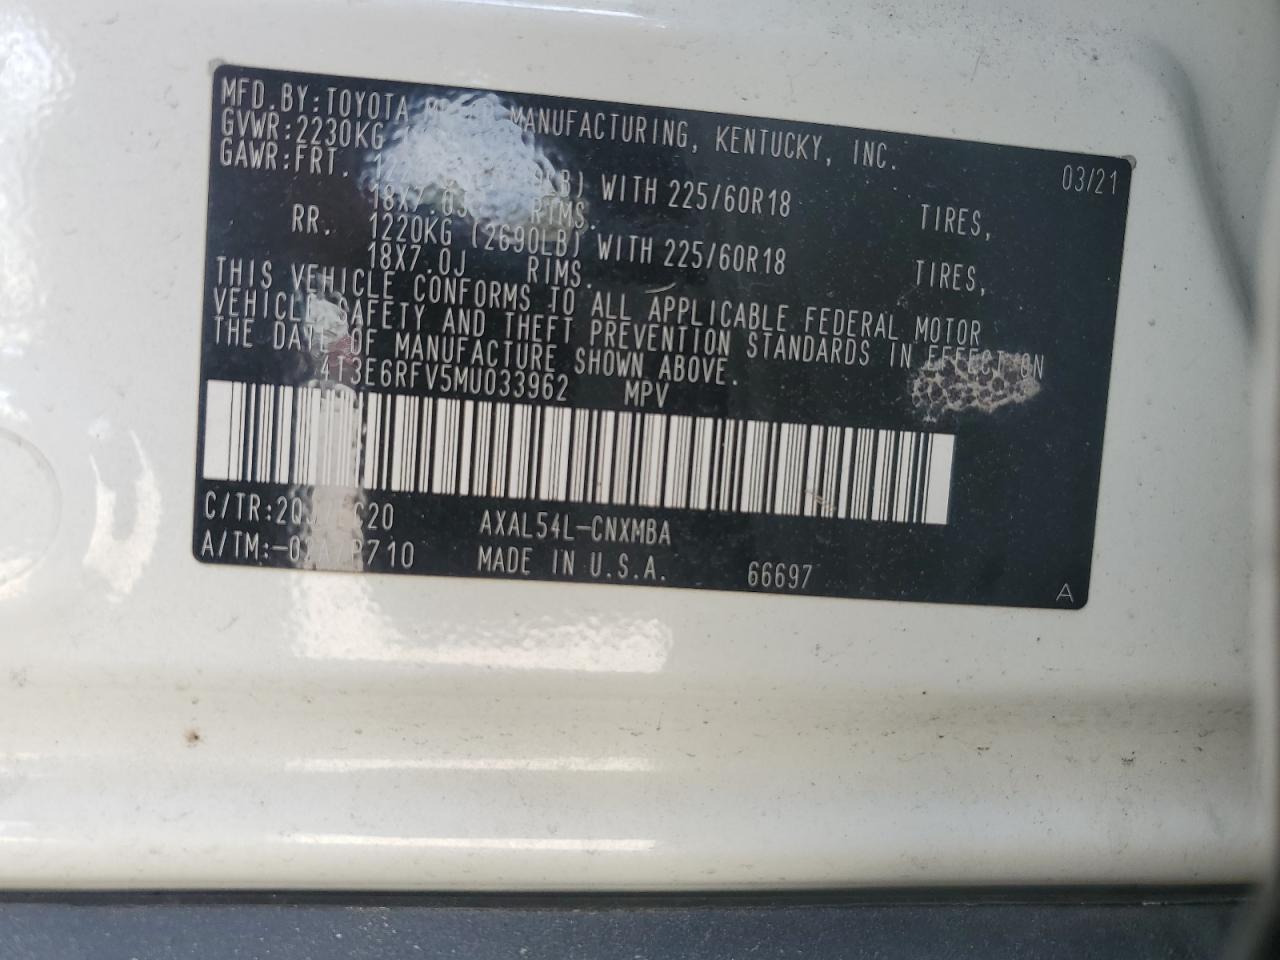 MFD.BY:TOYOTA MANUFACTURING, KENTUCKY, INC. 03/21
GVWR:2230KG
GAWR:FRT. WITH 225/60R18 TIRES,
RIMS.
RR. 1220KG (2690LB) WITH 225/60R18 TIRES,
18X7.0J RIMS.
THIS VEHICLE CONFORMS TO ALL APPLICABLE FEDERAL MOTOR
VEHICLE SAFETY AND THEFT PREVENTION STANDARDS IN EFFECT ON
THE DATE OF MANUFACTURE SHOWN ABOVE.
4T3E6RFV5MU033962 MPV
C/TR: AXAL54L-CNXMBA
A/TM: MADE IN U.S.A. 66697 A